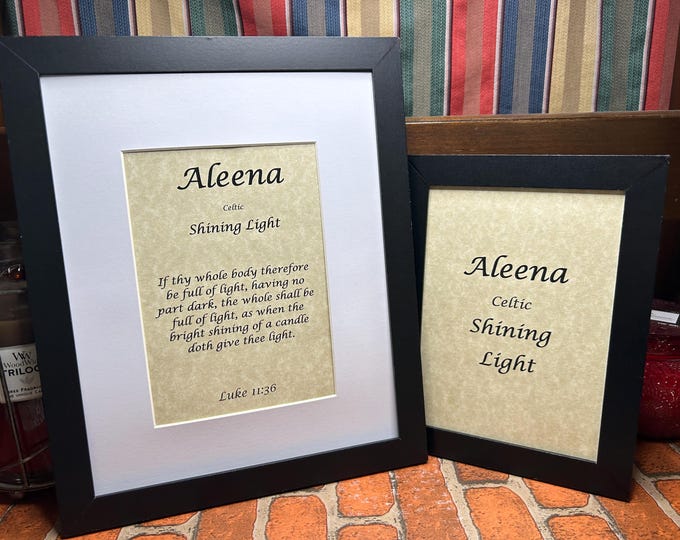 Aleena
Celtic
Shining Light
If thy whole body therefore
be full of light, having no
part dark, the whole shall be
full of light, as when the
bright shining of a candle
doth give thee light.
Luke 11:36
Aleena
Celtic
Shining
Light
TRILO